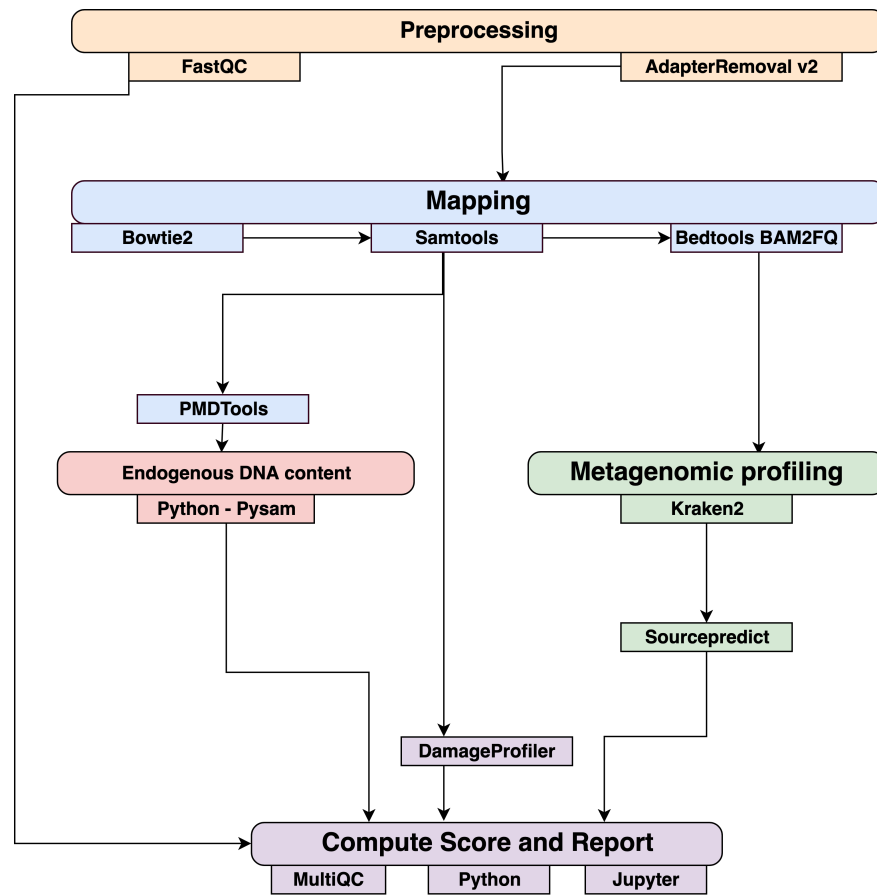 Preprocessing
FastQC
AdapterRemoval v2
Mapping
Bowtie2
Samtools
Bedtools BAM2FQ
PMDTools
Endogenous DNA content
Python - Pysam
Metagenomic profiling
Kraken2
Sourcepredict
DamageProfiler
Compute Score and Report
MultiQC
Python
Jupyter